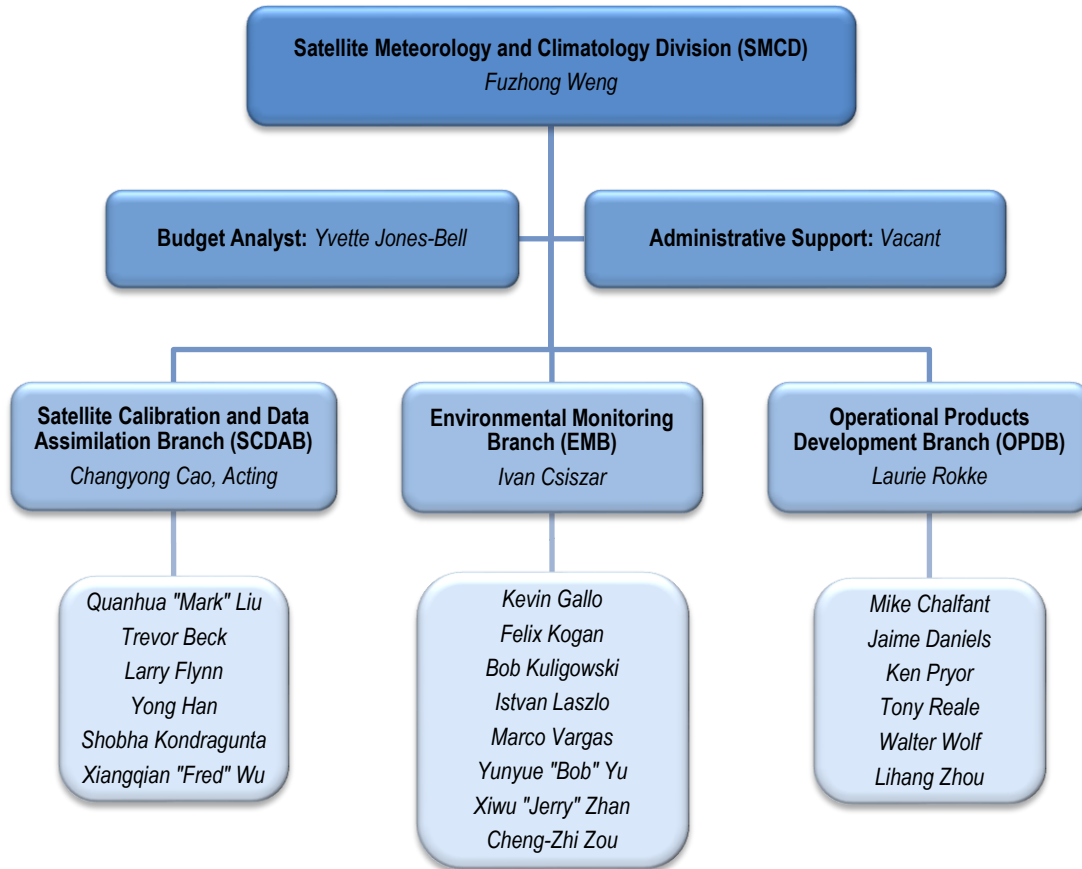 Satellite Meteorology and Climatology Division (SMCD)
Fuzhong Weng
Budget Analyst: Yvette Jones-Bell
Administrative Support: Vacant
Satellite Calibration and Data
Assimilation Branch (SCDAB)
Changyong Cao, Acting
Environmental Monitoring
Branch (EMB)
Ivan Csiszar
Operational Products
Development Branch (OPDB)
Laurie Rokke
Quanhua "Mark" Liu
Trevor Beck
Larry Flynn
Yong Han
Shobha Kondragunta
Xiangqian "Fred" Wu
Kevin Gallo
Felix Kogan
Bob Kuligowski
Istvan Laszlo
Marco Vargas
Yunyue "Bob" Yu
Xiwu "Jerry" Zhan
Cheng-Zhi Zou
Mike Chalfant
Jaime Daniels
Ken Pryor
Tony Reale
Walter Wolf
Lihang Zhou